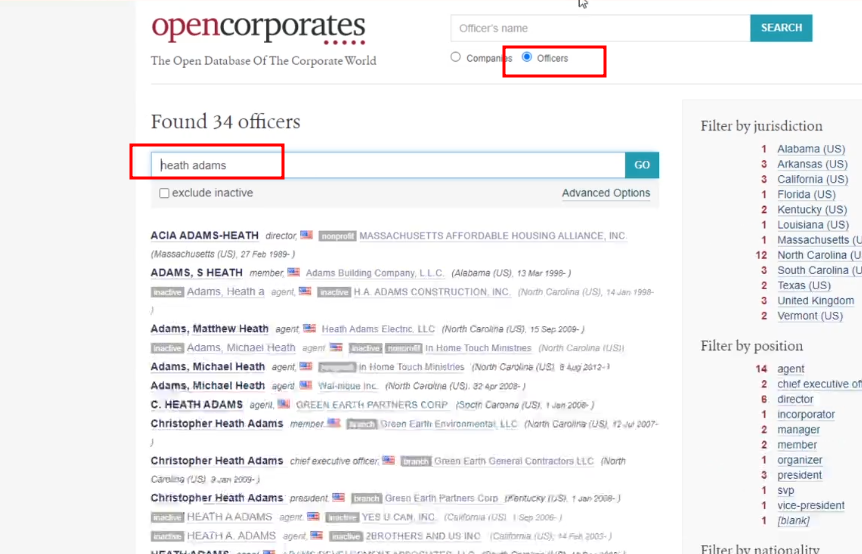 opencorporates
The Open Database Of The Corporate World
Officer's name
SEARCH
Companies Officers
Found 34 officers
heath adams
GO
exclude inactive
Advanced Options
ACIA ADAMS-HEATH director, nonprofit MASSACHUSETTS AFFORDABLE HOUSING ALLIANCE, INC.
(Massachusetts (US), 27 Feb 1989- )
ADAMS, S HEATH member, Adams Building Company, L.L.C. (Alabama (US), 13 Mar 1998- )
inactive Adams, Heath a agent, inactive H.A. ADAMS CONSTRUCTION, INC. (North Carolina (US), 14 Jan 1998-
)
Adams, Matthew Heath agent, Heath Adams Electric, LLC (North Carolina (US), 15 Sep 2009- )
inactive Adams, Michael Heath agent inactive nonprofit In Home Touch Ministries (North Carolina (US))
Adams, Michael Heath agent, nonprofit In Home Touch Ministries (North Carolina (US), 8 Aug 2012- )
Adams, Michael Heath agent, Wal-nique Inc. (North Carolina (US), Apr 2008- )
C. HEATH ADAMS agent, GREEN EARTH PARTNERS CORP (South Carolina (US), 1 Jan 2008- )
Christopher Heath Adams member, branch Green Earth Environmental, LLC (North Carolina (US), 12 Jul 2007-
)
Christopher Heath Adams chief executive officer, branch Green Earth General Contractors LLC (North
Carolina (US), 9 Jan 2009- )
Christopher Heath Adams president, branch Green Earth Partners Corp (Kentucky (US), 1 Jan 2008- )
inactive HEATH A ADAMS agent, inactive YES U CAN, INC. (California (US), 1 Sep 2006- )
inactive HEATH A. ADAMS agent, inactive 2BROTHERS AND US INC (California (US), 14 Feb 2005- )
HEATH ADAMS agent, ADAMS DEVELOPMENT ASSOCIATES, LLC
Filter by jurisdiction
1 Alabama (US)
3 Arkansas (US)
3 California (US)
1 Florida (US)
2 Kentucky (US)
1 Louisiana (US)
1 Massachusetts (U
12 North Carolina (U
3 South Carolina (U
2 Texas (US)
3 United Kingdom
2 Vermont (US)
Filter by position
14 agent
2 chief executive of
6 director
1 incorporator
2 manager
2 member
1 organizer
3 president
1 svp
1 vice-president
1 [blank]
Filter by nationality